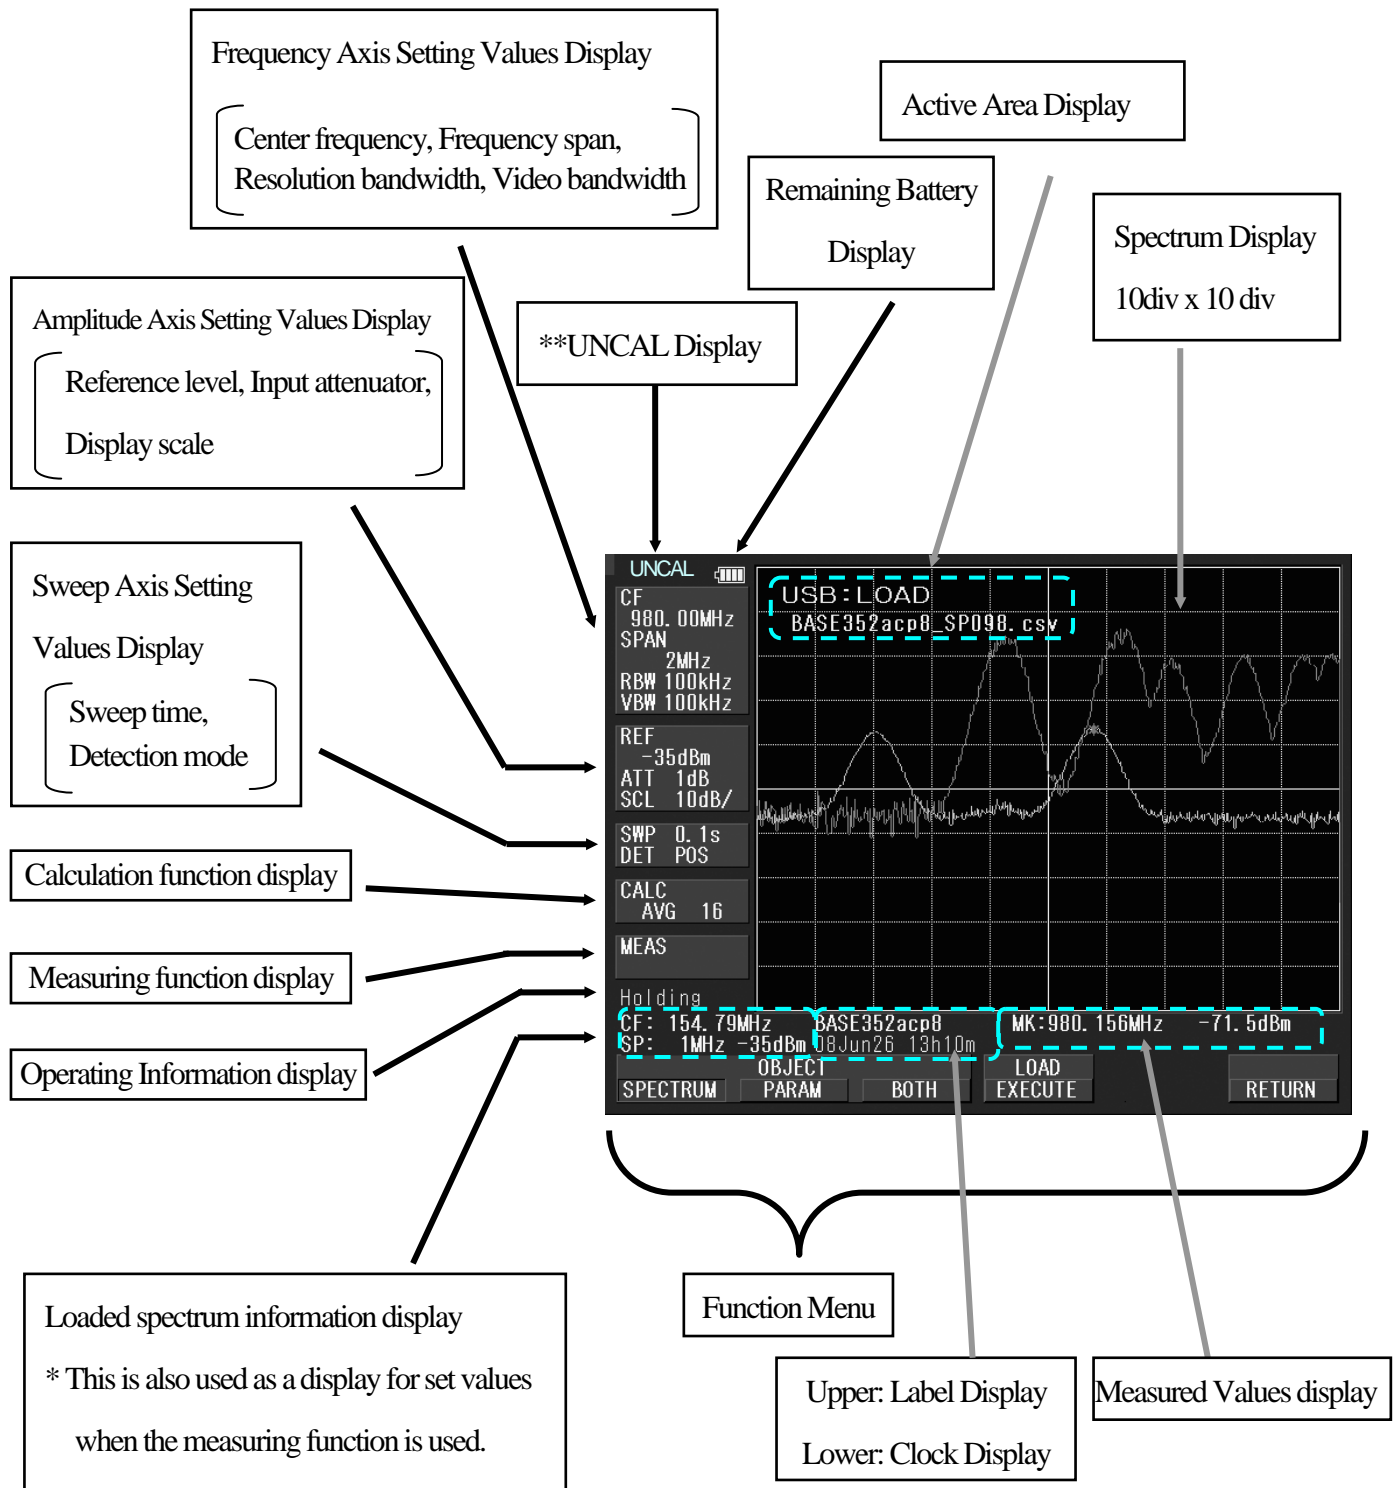 Frequency Axis Setting Values Display
Center frequency, Frequency span,
Resolution bandwidth, Video bandwidth
Active Area Display
Remaining Battery
Display
Spectrum Display
10div x 10 div
Amplitude Axis Setting Values Display
Reference level, Input attenuator,
Display scale
**UNCAL Display
Sweep Axis Setting
Values Display
Sweep time,
Detection mode
Calculation function display
Measuring function display
Operating Information display
UNCAL
CF
980.00MHz
SPAN
2MHz
RBW 100kHz
VBW 100kHz
REF
-35dBm
ATT 1dB
SCL 10dB/
SWP 0.1s
DET POS
CALC
AVG 16
MEAS
Holding
USB:LOAD
BASE352acp8_SP098.csv
CF: 154.79MHz BASE352acp8 MK:980.156MHz -71.5dBm
SP: 1MHz -35dBm 08Jun26 13h10m
OBJECT LOAD
SPECTRUM PARAM BOTH EXECUTE RETURN
Loaded spectrum information display
* This is also used as a display for set values
when the measuring function is used.
Function Menu
Upper: Label Display
Lower: Clock Display
Measured Values display